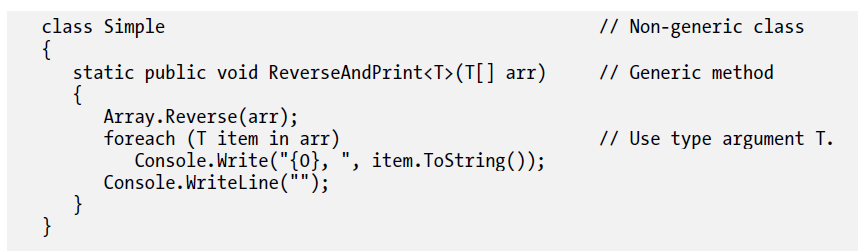 class Simple // Non-generic class
{
static public void ReverseAndPrint<T>(T[] arr) // Generic method
{
Array.Reverse(arr);
foreach (T item in arr) // Use type argument T.
Console.Write("{0}, ", item.ToString());
Console.WriteLine("");
}
}